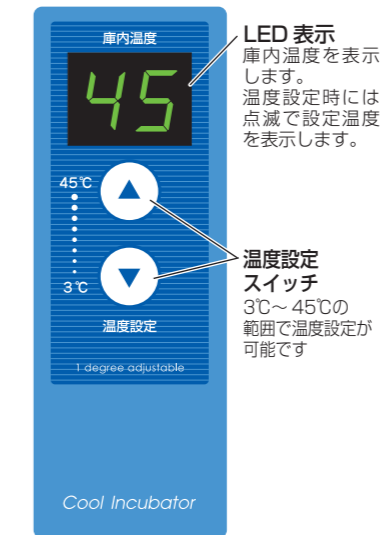 庫内温度
45
45℃
3℃
温度設定
1 degree adjustable
Cool Incubator
LED 表示
庫内温度を表示
します。
温度設定時には
点滅で設定温度
を表示します。
温度設定
スイッチ
3℃～45℃の
範囲で温度設定が
可能です